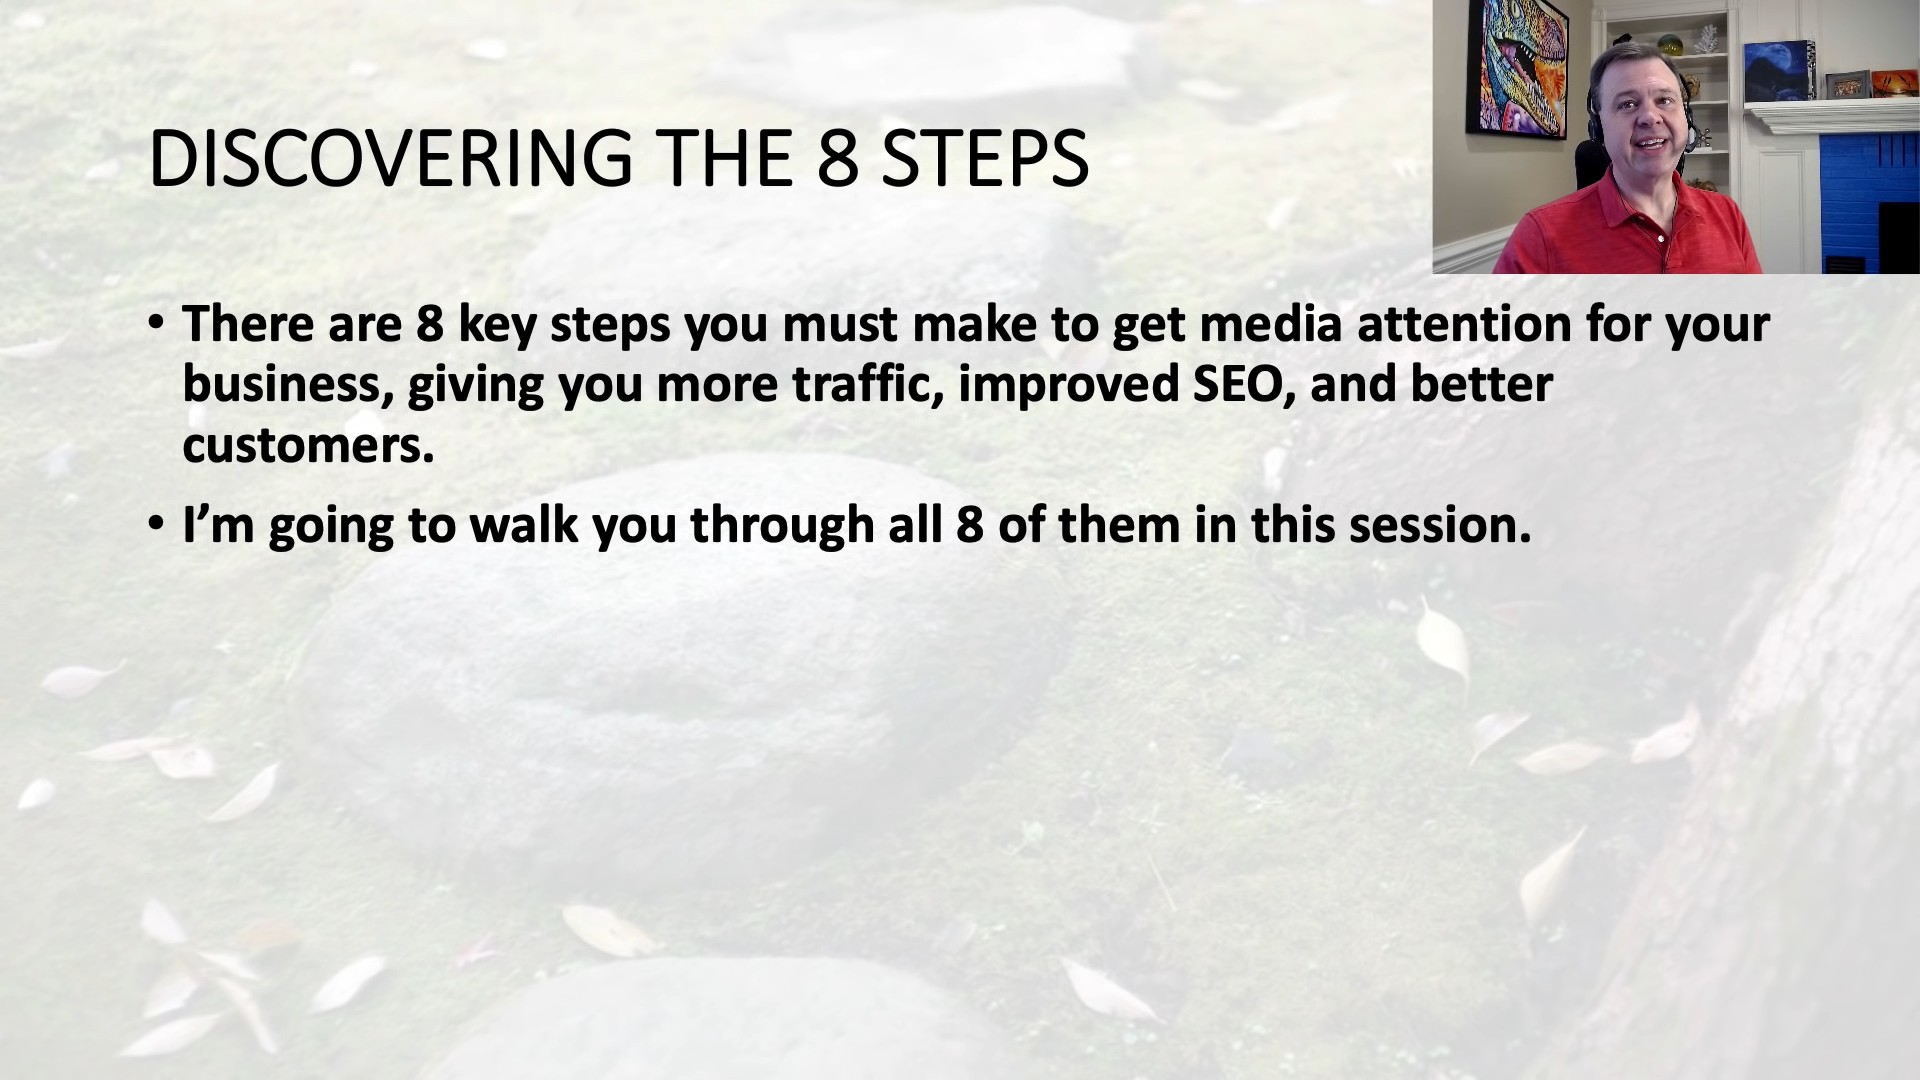 DISCOVERING THE 8 STEPS
• There are 8 key steps you must make to get media attention for your
business, giving you more traffic, improved SEO, and better
customers.
• I’m going to walk you through all 8 of them in this session.